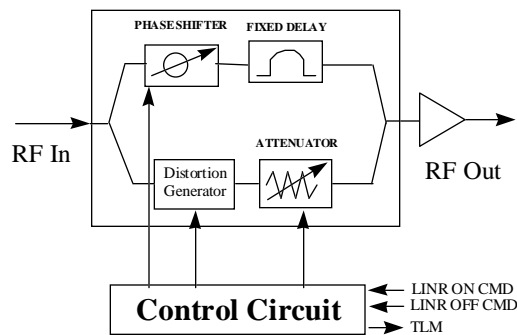 PHASE SHIFTER
FIXED DELAY
RF In
ATTENUATOR
Distortion
Generator
RF Out
Control Circuit
LINR ON CMD
LINR OFF CMD
TLM